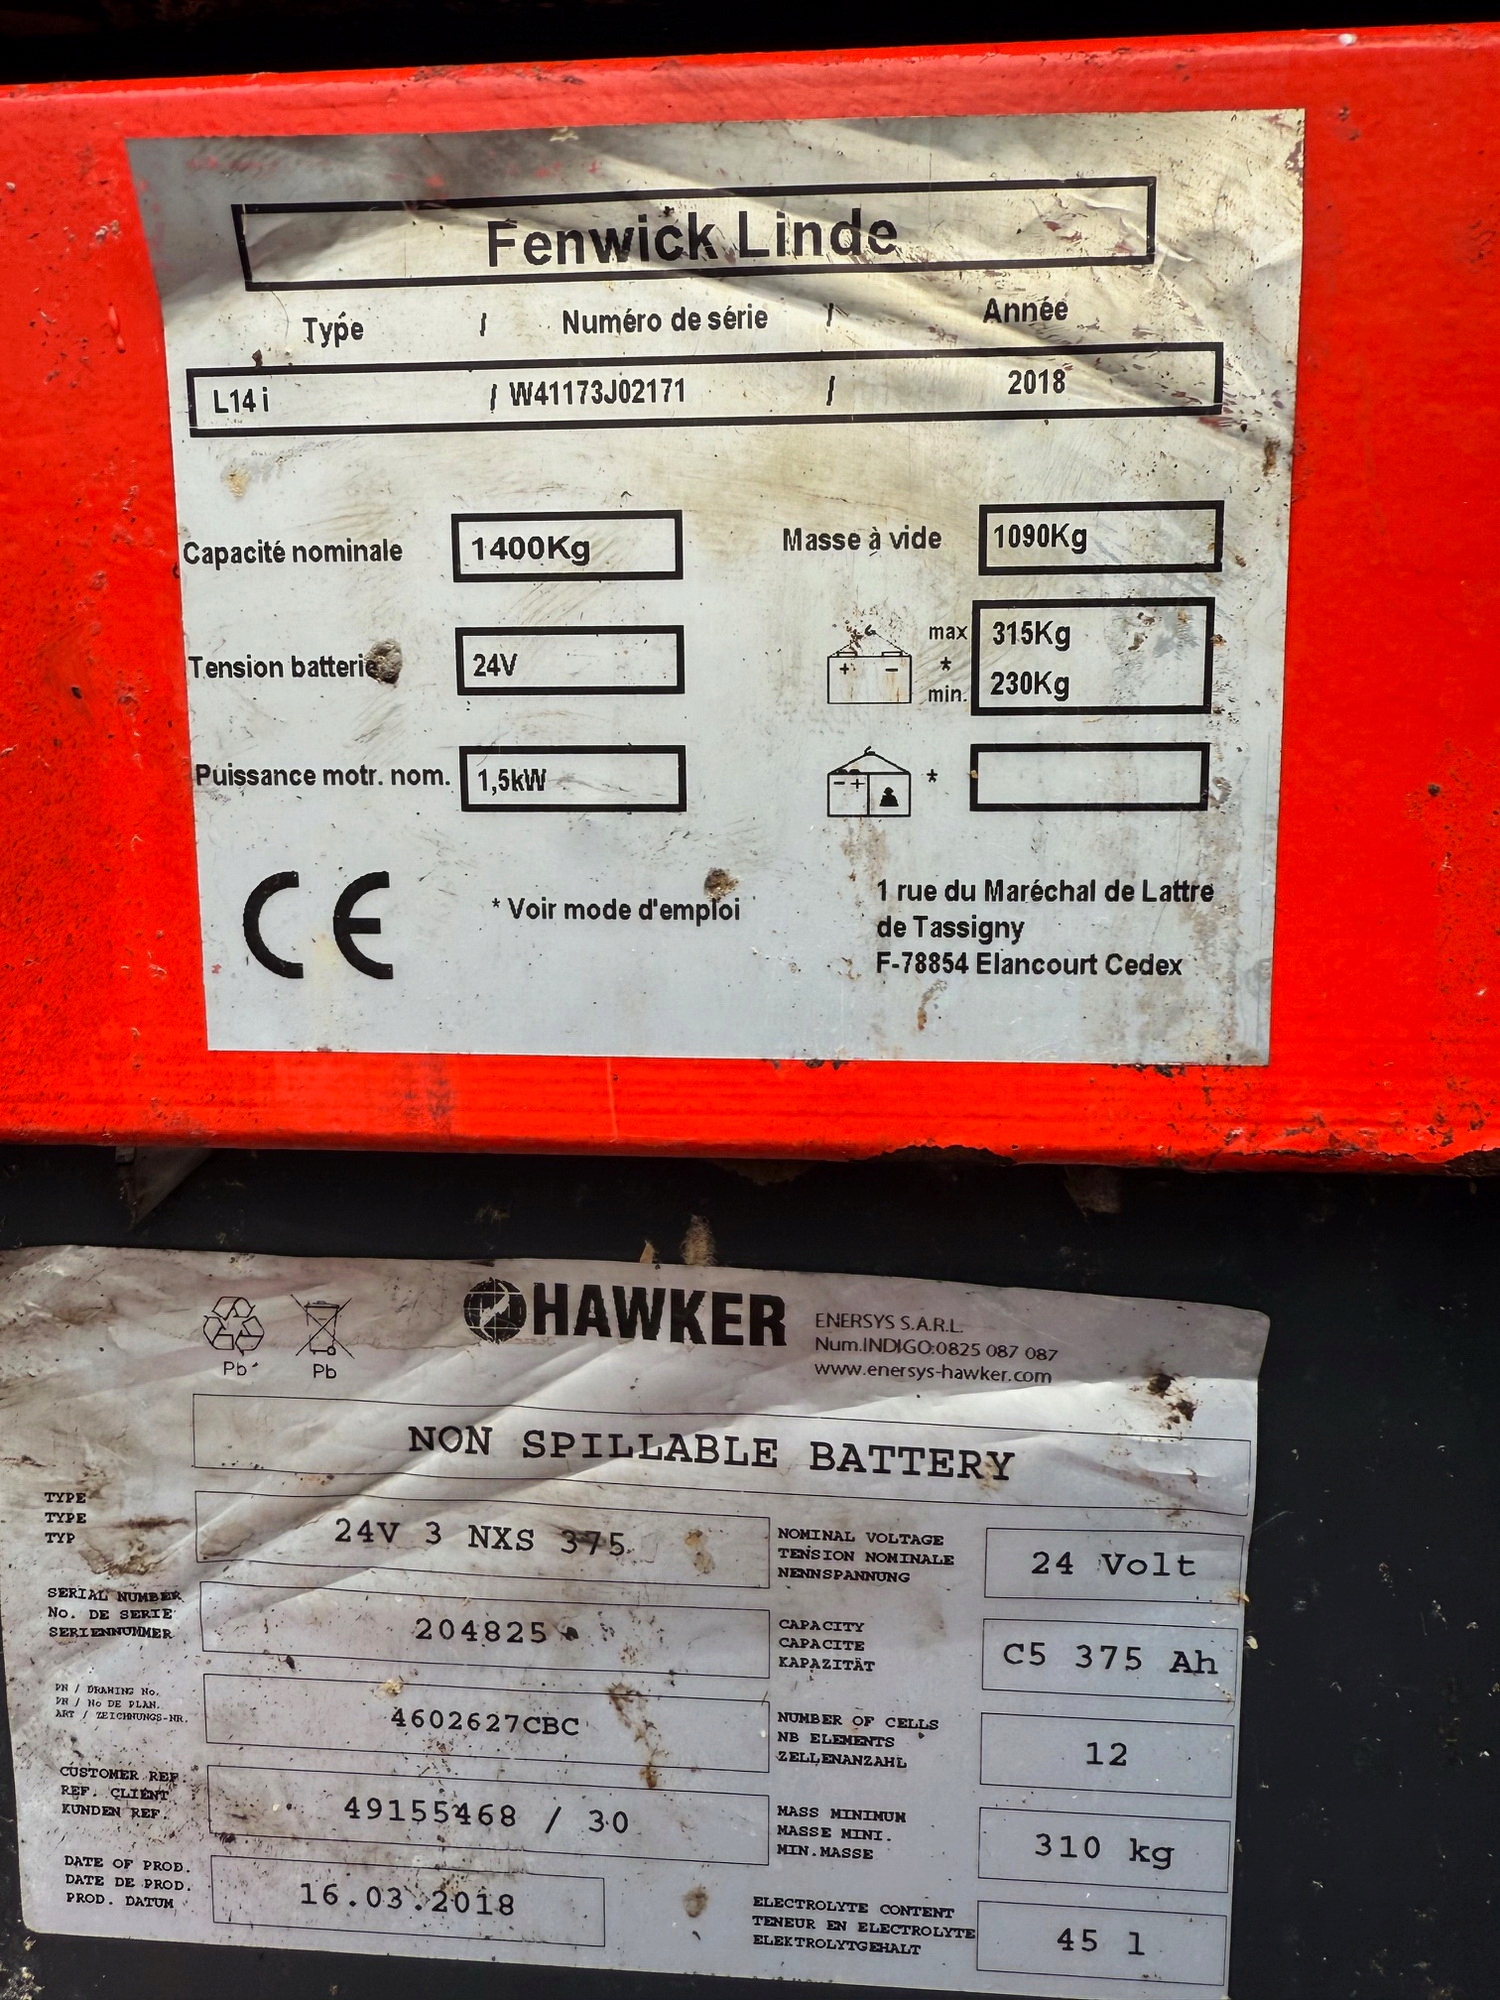 Fenwick Linde
Type / Numéro de série / Année
L14 i / W41173J02171 / 2018
Capacité nominale 1400Kg Masse à vide 1090Kg
Tension batterie 24V max 315Kg
* min. 230Kg
+ -
Puissance motr. nom. 1,5kW - + *
CE * Voir mode d'emploi
1 rue du Maréchal de Lattre
de Tassigny
F-78854 Elancourt Cedex
Pb Pb
HAWKER
ENERSYS S.A.R.L.
Num.INDIGO:0825 087 087
www.enersys-hawker.com
NON SPILLABLE BATTERY
TYPE
TYPE
TYP
24V 3 NXS 375
NOMINAL VOLTAGE
TENSION NOMINALE
NENNSPANNUNG
24 Volt
SERIAL NUMBER
No. DE SERIE
SERIENNUMMER
204825
CAPACITY
CAPACITE
KAPAZITÄT
C5 375 Ah
PN / DRAWING No.
PN / No DE PLAN.
ART / ZEICHNUNGS-NR.
4602627CBC
NUMBER OF CELLS
NB ELEMENTS
ZELLENANZAHL
12
CUSTOMER REF.
REF. CLIENT
KUNDEN REF.
49155468 / 30
MASS MINIMUM
MASSE MINI.
MIN.MASSE
310 kg
DATE OF PROD.
DATE DE PROD.
PROD. DATUM
16.03.2018
ELECTROLYTE CONTENT
TENEUR EN ELECTROLYTE
ELEKTROLYTGEHALT
45 l